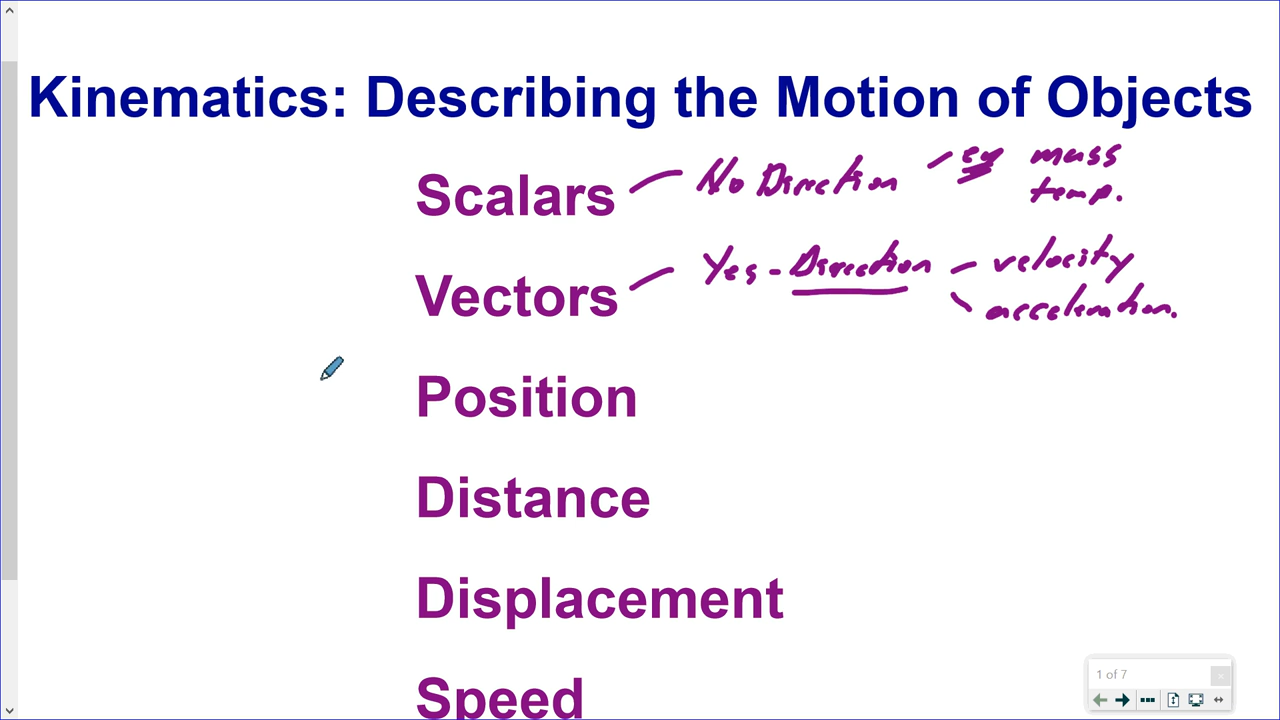 Kinematics: Describing the Motion of Objects
Scalars — No Direction — eg mass
temp.
Vectors — Yes - Direction — velocity
acceleration.
Position
Distance
Displacement
Speed
1 of 7